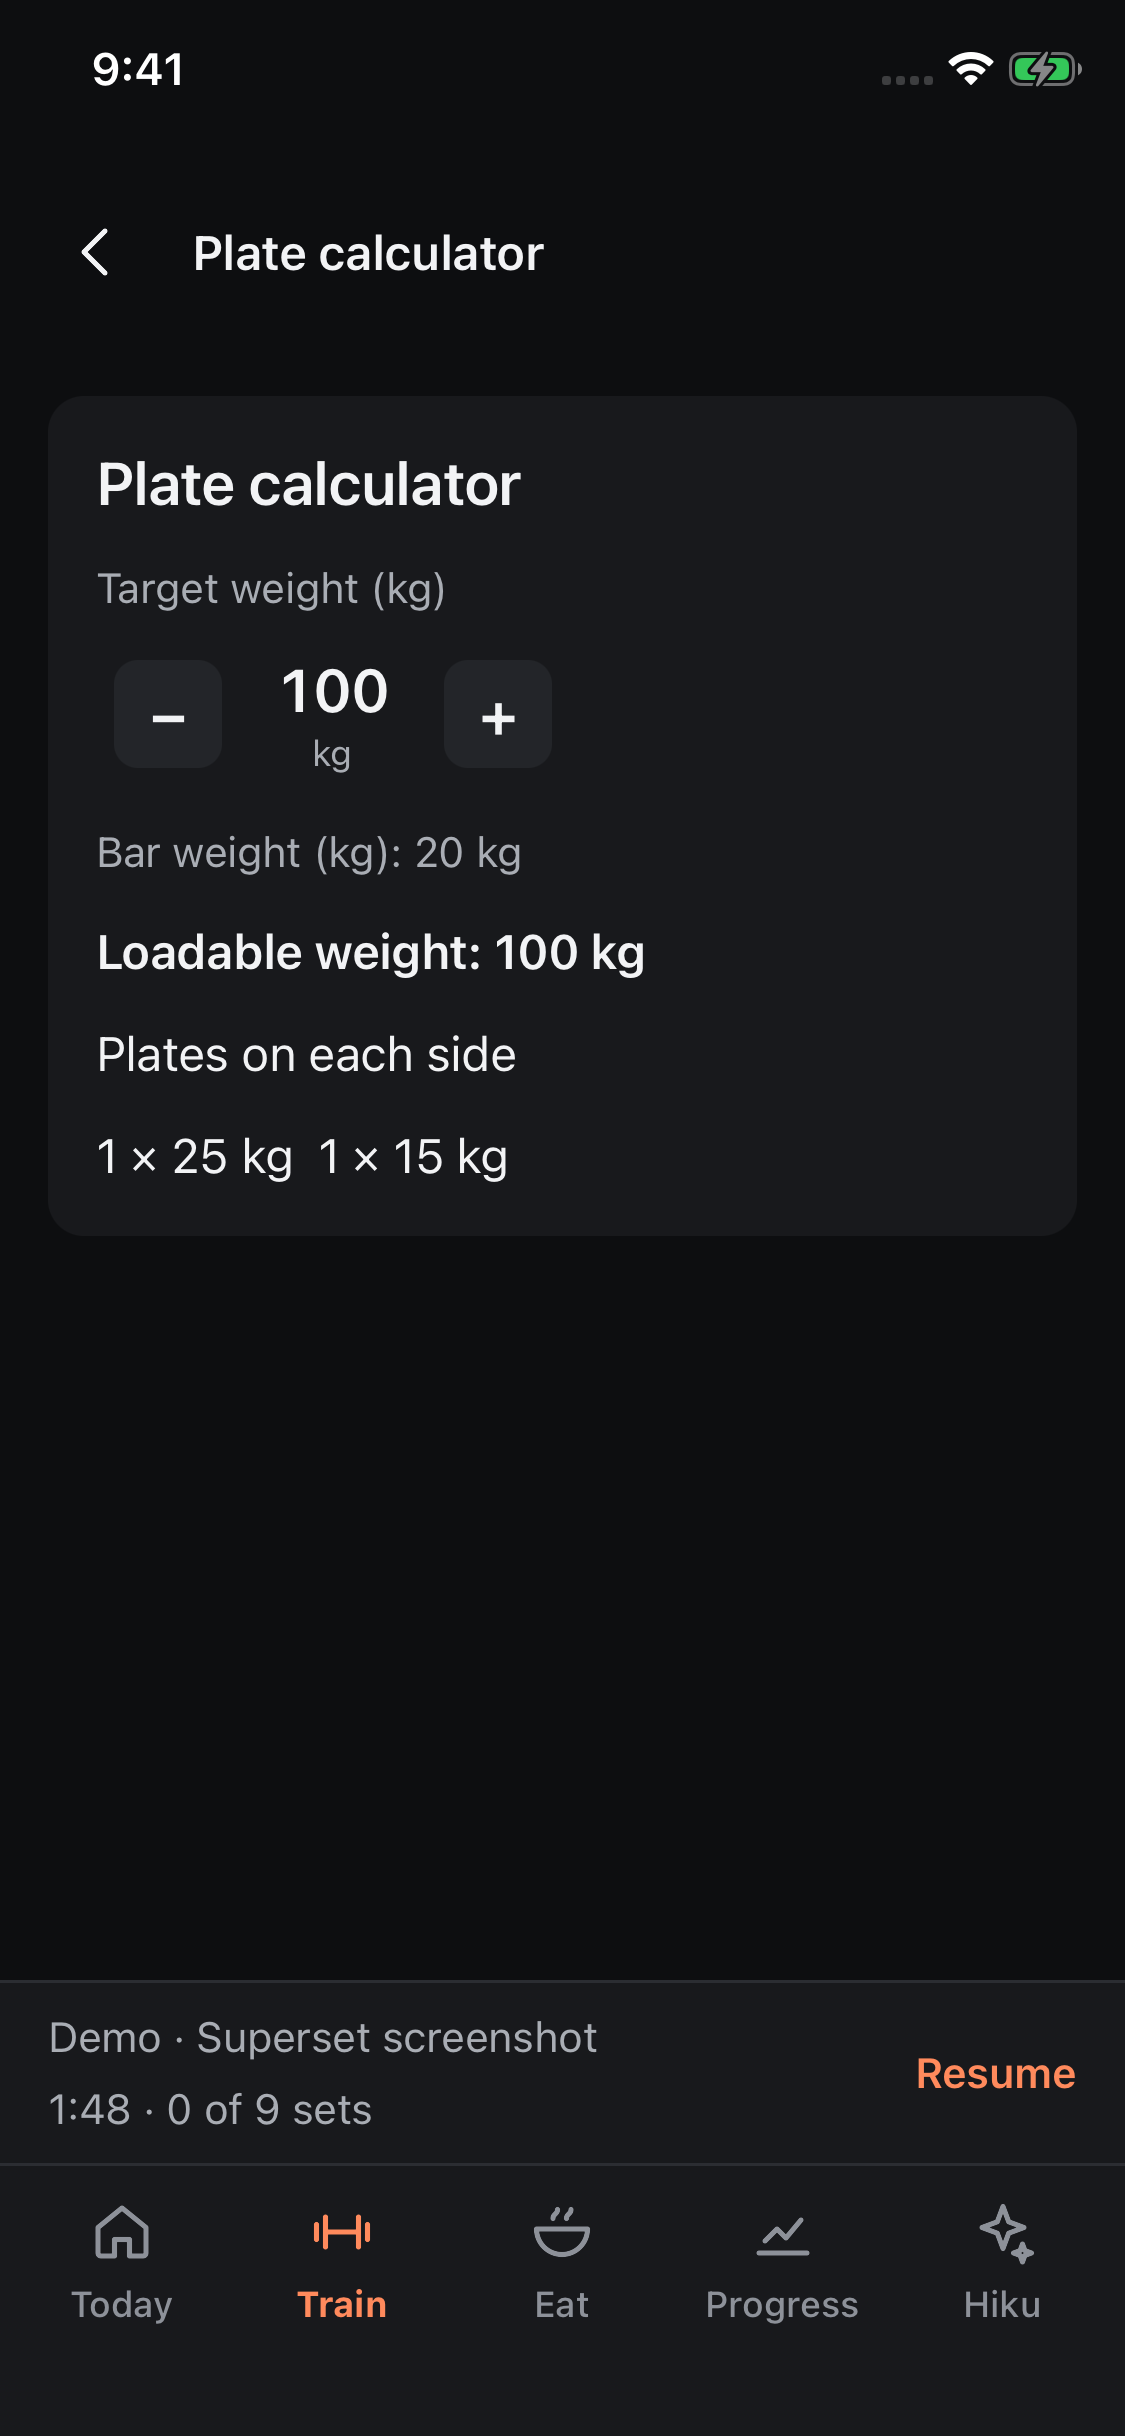 9:41
Plate calculator
Plate calculator
Target weight (kg)
− 100 +
kg
Bar weight (kg): 20 kg
Loadable weight: 100 kg
Plates on each side
1 × 25 kg 1 × 15 kg
Demo · Superset screenshot
1:48 · 0 of 9 sets
Resume
Today Train Eat Progress Hiku